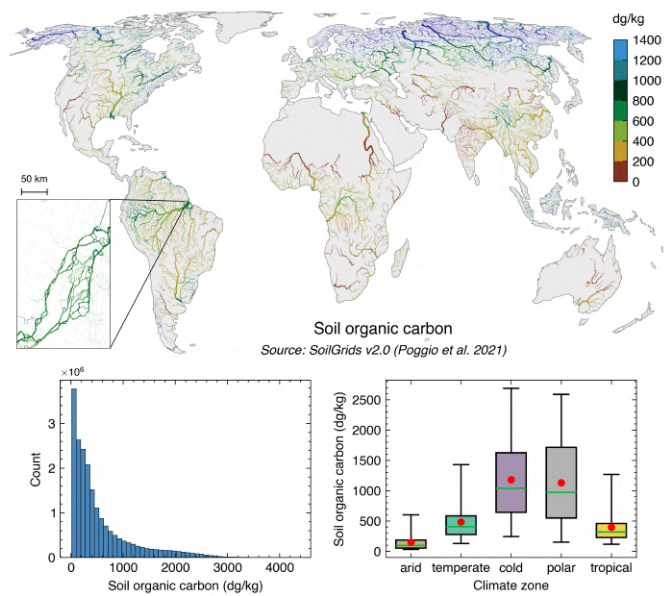 dg/kg
1400
1200
1000
800
600
400
200
0
50 km
Soil organic carbon
Source: SoilGrids v2.0 (Poggio et al. 2021)
×10⁶
3
2
1
0
Count
0 1000 2000 3000 4000
Soil organic carbon (dg/kg)
2500
2000
1500
1000
500
0
Soil organic carbon (dg/kg)
arid temperate cold polar tropical
Climate zone